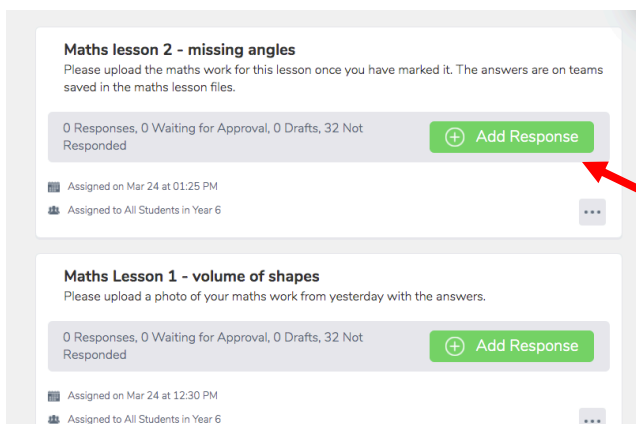 Maths lesson 2 - missing angles
Please upload the maths work for this lesson once you have marked it. The answers are on teams
saved in the maths lesson files.
0 Responses, 0 Waiting for Approval, 0 Drafts, 32 Not
Responded
Add Response
Assigned on Mar 24 at 01:25 PM
Assigned to All Students in Year 6
Maths Lesson 1 - volume of shapes
Please upload a photo of your maths work from yesterday with the answers.
0 Responses, 0 Waiting for Approval, 0 Drafts, 32 Not
Responded
Add Response
Assigned on Mar 24 at 12:30 PM
Assigned to All Students in Year 6